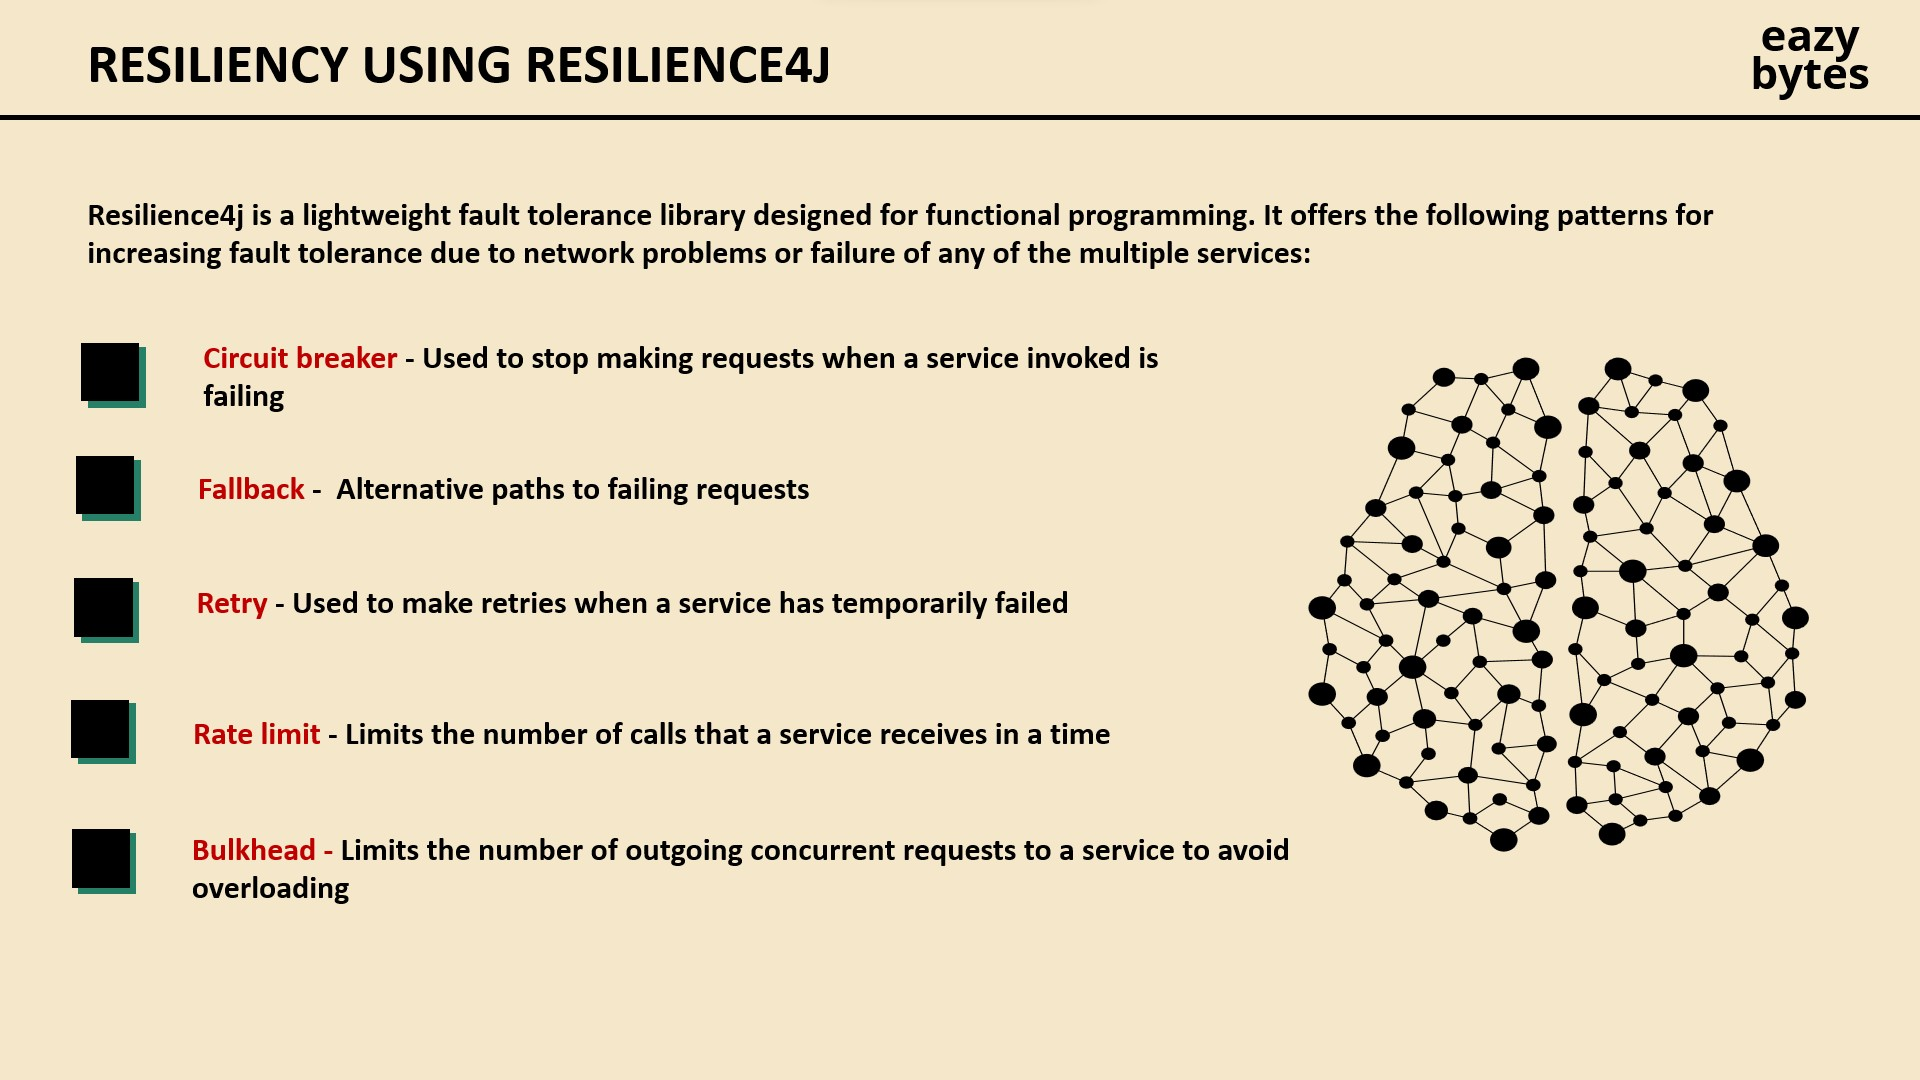 RESILIENCY USING RESILIENCE4J
eazy
bytes
Resilience4j is a lightweight fault tolerance library designed for functional programming. It offers the following patterns for
increasing fault tolerance due to network problems or failure of any of the multiple services:
Circuit breaker - Used to stop making requests when a service invoked is
failing
Fallback -  Alternative paths to failing requests
Retry - Used to make retries when a service has temporarily failed
Rate limit - Limits the number of calls that a service receives in a time
Bulkhead - Limits the number of outgoing concurrent requests to a service to avoid
overloading